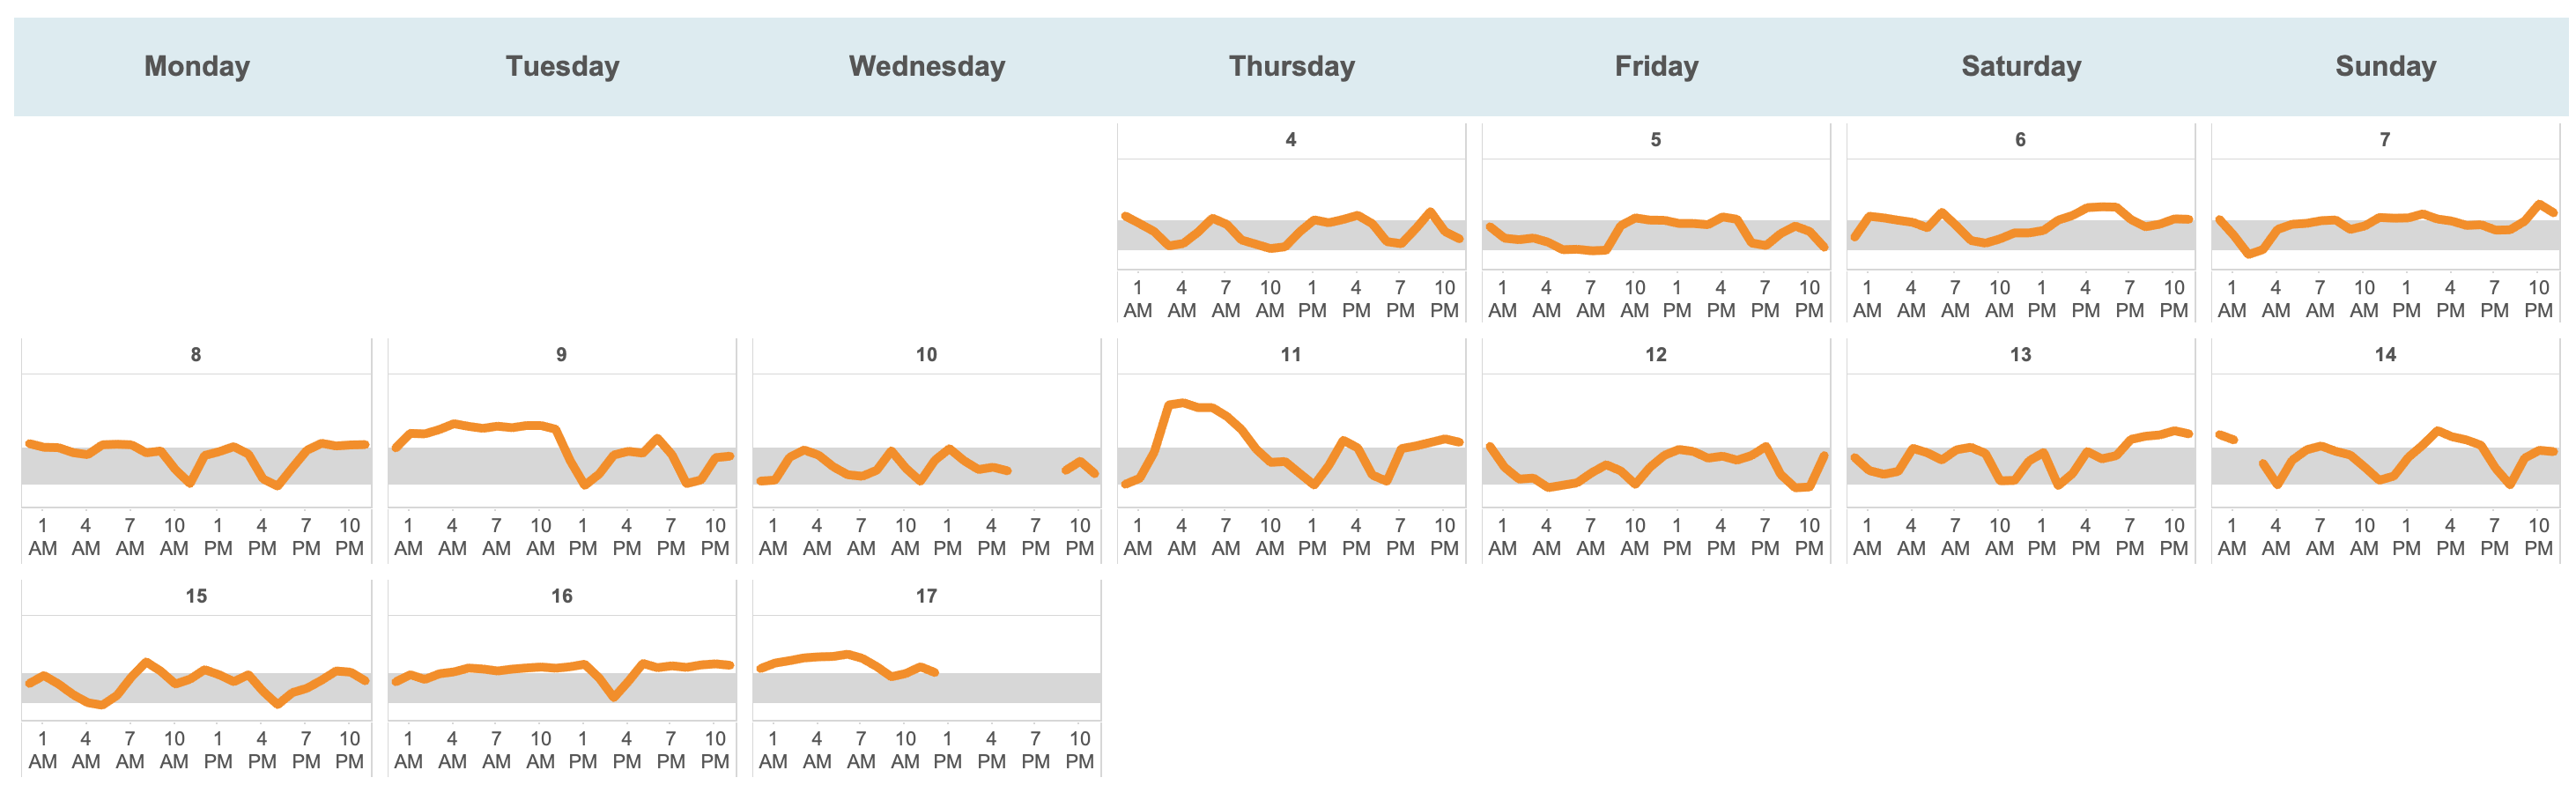 Monday Tuesday Wednesday Thursday Friday Saturday Sunday
4 5 6 7
1 4 7 10 1 4 7 10 1 4 7 10 1 4 7 10 1 4 7 10 1 4 7 10 1 4 7 10 1 4 7 10
AM AM AM AM PM PM PM PM AM AM AM AM PM PM PM PM AM AM AM AM PM PM PM PM AM AM AM AM PM PM PM PM
8 9 10 11 12 13 14
1 4 7 10 1 4 7 10 1 4 7 10 1 4 7 10 1 4 7 10 1 4 7 10 1 4 7 10 1 4 7 10 1 4 7 10 1 4 7 10 1 4 7 10 1 4 7 10 1 4 7 10 1 4 7 10
AM AM AM AM PM PM PM PM AM AM AM AM PM PM PM PM AM AM AM AM PM PM PM PM AM AM AM AM PM PM PM PM AM AM AM AM PM PM PM PM AM AM AM AM PM PM PM PM AM AM AM AM PM PM PM PM
15 16 17
1 4 7 10 1 4 7 10 1 4 7 10 1 4 7 10 1 4 7 10 1 4 7 10
AM AM AM AM PM PM PM PM AM AM AM AM PM PM PM PM AM AM AM AM PM PM PM PM